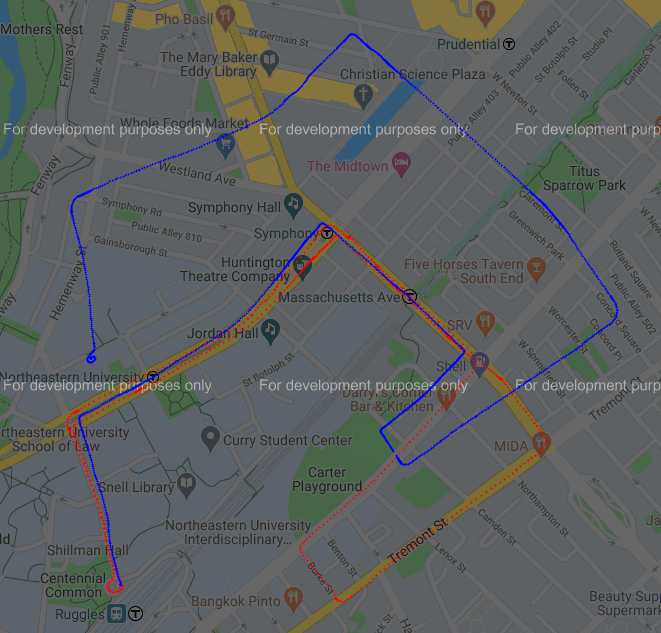 Mothers Rest
Pho Basil
Hemenway
St Germain St
Prudential
Public Alley 402
St Botolph St
Studio Pl
Follen St
Carleton St
W Newton St
Public Alley 403
Public Alley 901
Fenway
The Mary Baker
Eddy Library
Christian Science Plaza
Whole Foods Market
For development purposes only
For development purposes only
For development purp
Fenway
Westland Ave
The Midtown
Titus
Sparrow Park
Symphony Rd
Symphony Hall
Claremont
Greenwich Park
Public Alley 810
Symphony
Gainsborough St
Hemenway St
Huntington
Theatre Company
Five Horses Tavern
- South End
Rutland Square
Public Alley 502
Massachusetts Ave
Concord Square
Worcester
Concord Pl
SRV
Jordan Hall
W Springfield
St Botolph St
Shell
Northeastern University
For development purposes only
For development purposes only
For development purp
Darryl's Corner
Bar & Kitchen
Tremont
rtheastern University
School of Law
Curry Student Center
MIDA
Carter
Playground
Snell Library
Northampton St
Northeastern University
Interdisciplinary...
Camden St
Tremont St
Lenox St
Benton St
Burke St
Shillman Hall
Centennial
Common
Ruggles
Bangkok Pinto
Beauty Supp
Supermark